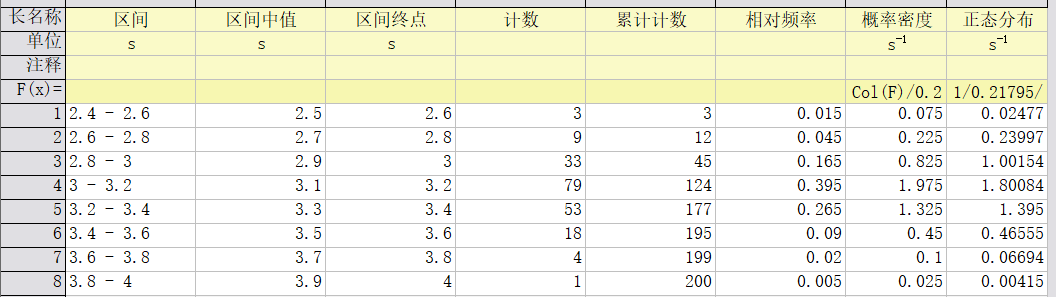 长名称 区间 区间中值 区间终点 计数 累计计数 相对频率 概率密度 正态分布
单位 s s s s⁻¹ s⁻¹
注释
F(x)= Col(F)/0.2 1/0.21795/
1 2.4 - 2.6 2.5 2.6 3 3 0.015 0.075 0.02477
2 2.6 - 2.8 2.7 2.8 9 12 0.045 0.225 0.23997
3 2.8 - 3 2.9 3 33 45 0.165 0.825 1.00154
4 3 - 3.2 3.1 3.2 79 124 0.395 1.975 1.80084
5 3.2 - 3.4 3.3 3.4 53 177 0.265 1.325 1.395
6 3.4 - 3.6 3.5 3.6 18 195 0.09 0.45 0.46555
7 3.6 - 3.8 3.7 3.8 4 199 0.02 0.1 0.06694
8 3.8 - 4 3.9 4 1 200 0.005 0.025 0.00415